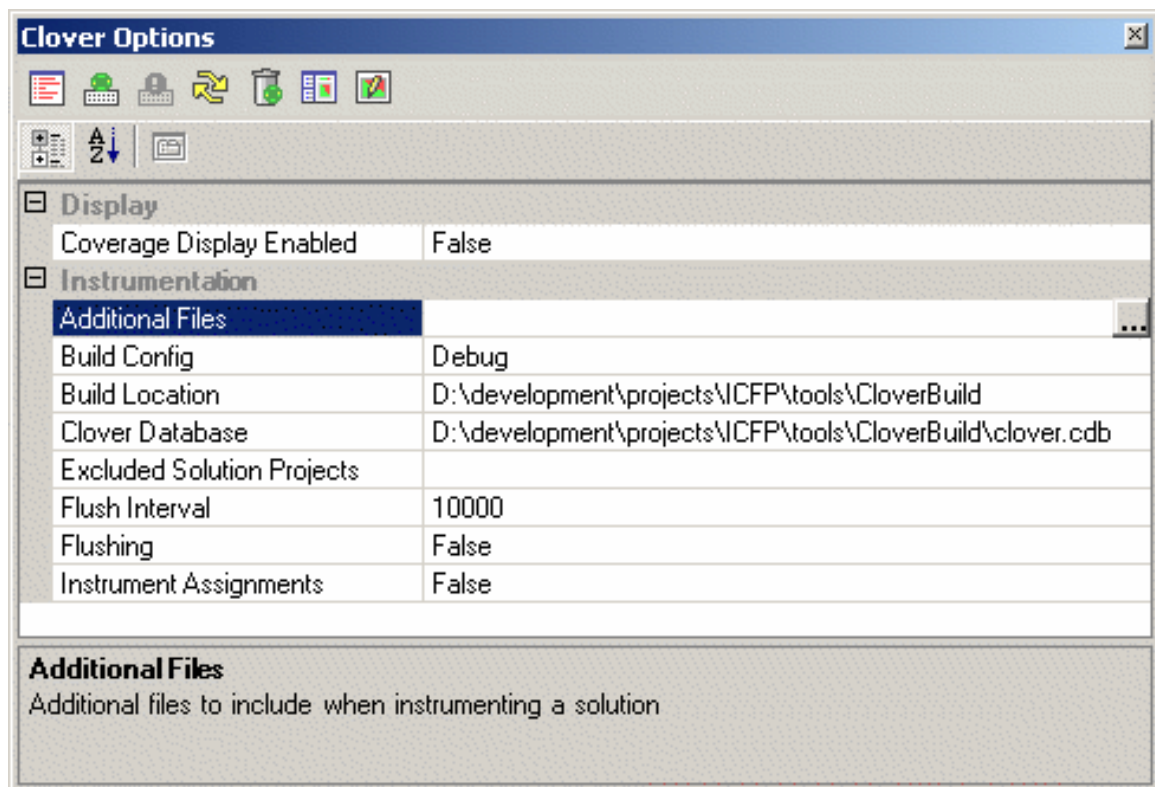 Clover Options
A
Z
Display
Coverage Display Enabled False
Instrumentation
Additional Files ...
Build Config Debug
Build Location D:\development\projects\ICFP\tools\CloverBuild
Clover Database D:\development\projects\ICFP\tools\CloverBuild\clover.cdb
Excluded Solution Projects
Flush Interval 10000
Flushing False
Instrument Assignments False
Additional Files
Additional files to include when instrumenting a solution